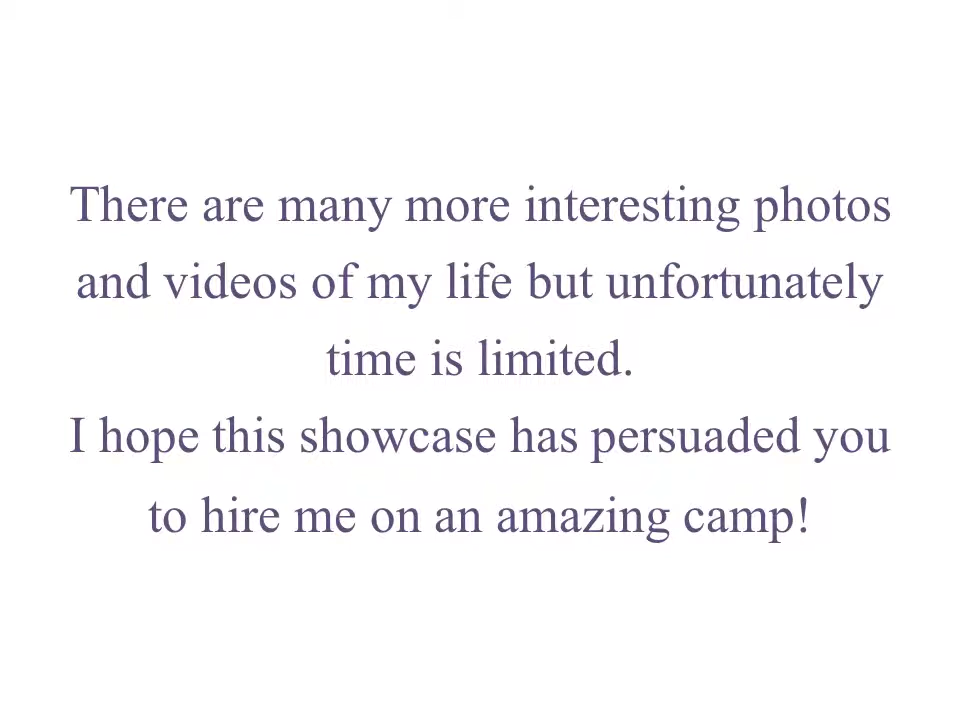 There are many more interesting photos
and videos of my life but unfortunately
time is limited.
I hope this showcase has persuaded you
to hire me on an amazing camp!